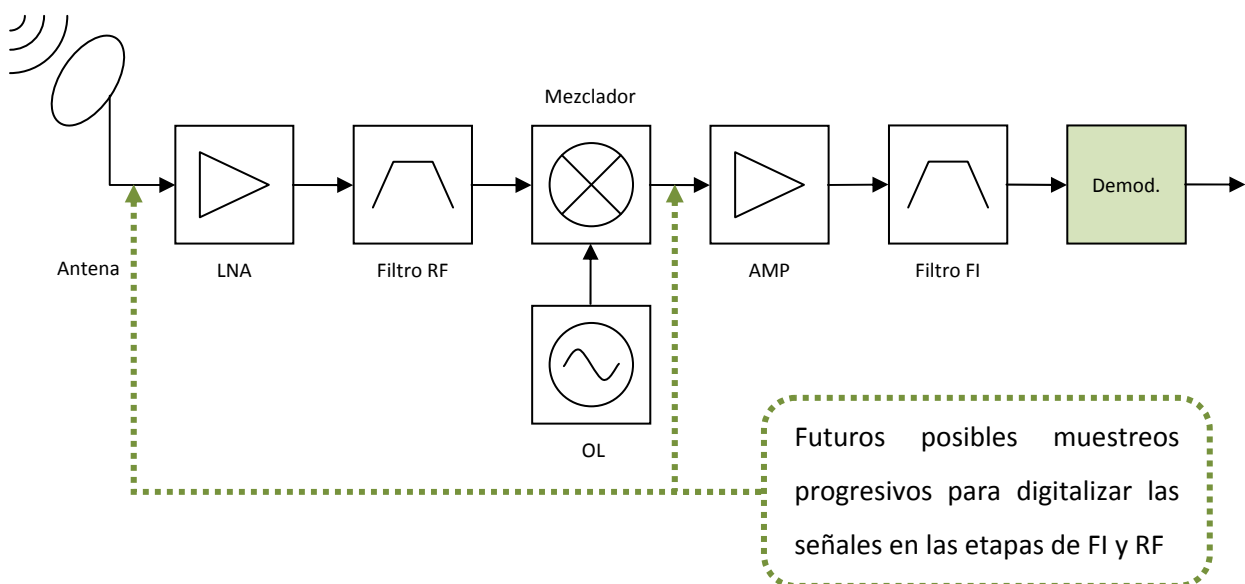 Mezclador
Demod.
Antena
LNA
Filtro RF
AMP
Filtro FI
OL
Futuros posibles muestreos
progresivos para digitalizar las
señales en las etapas de FI y RF